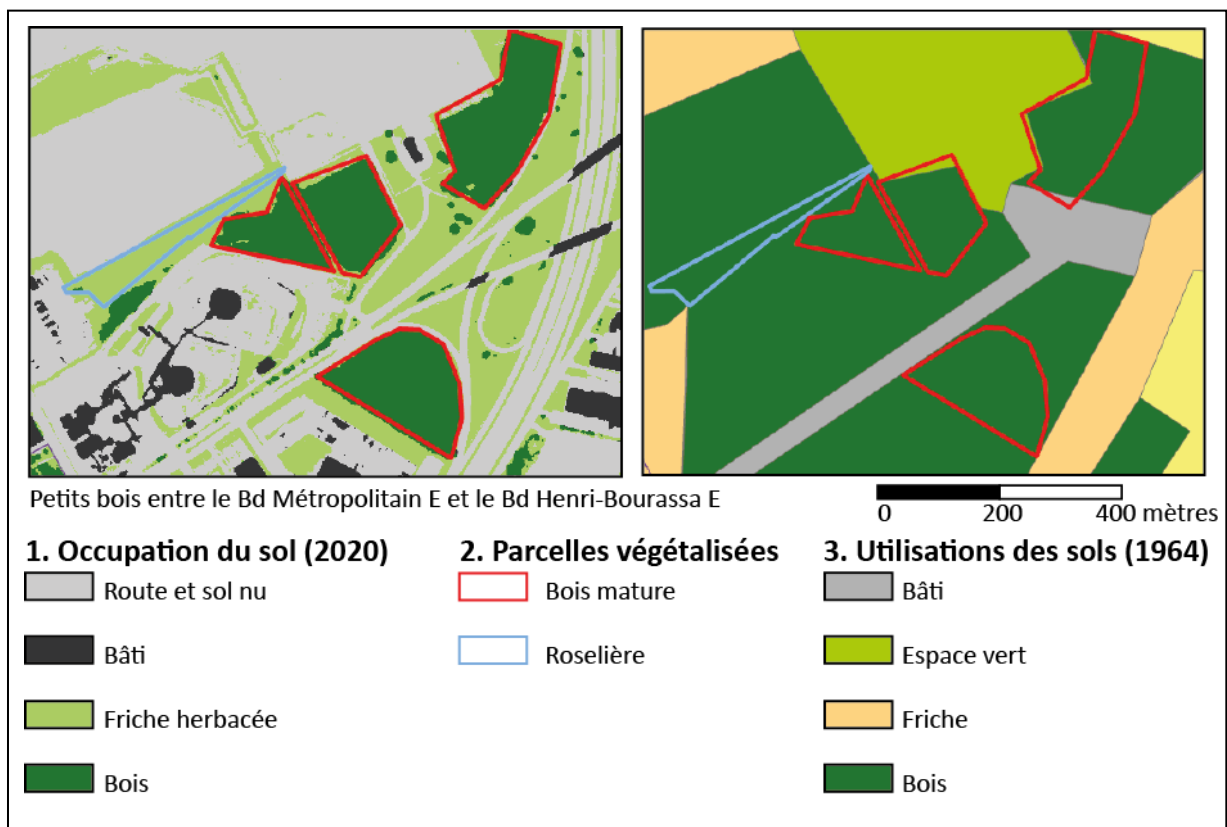 Petits bois entre le Bd Métropolitain E et le Bd Henri-Bourassa E
0 200 400 mètres
1. Occupation du sol (2020)
Route et sol nu
Bâti
Friche herbacée
Bois
2. Parcelles végétalisées
Bois mature
Roselière
3. Utilisations des sols (1964)
Bâti
Espace vert
Friche
Bois